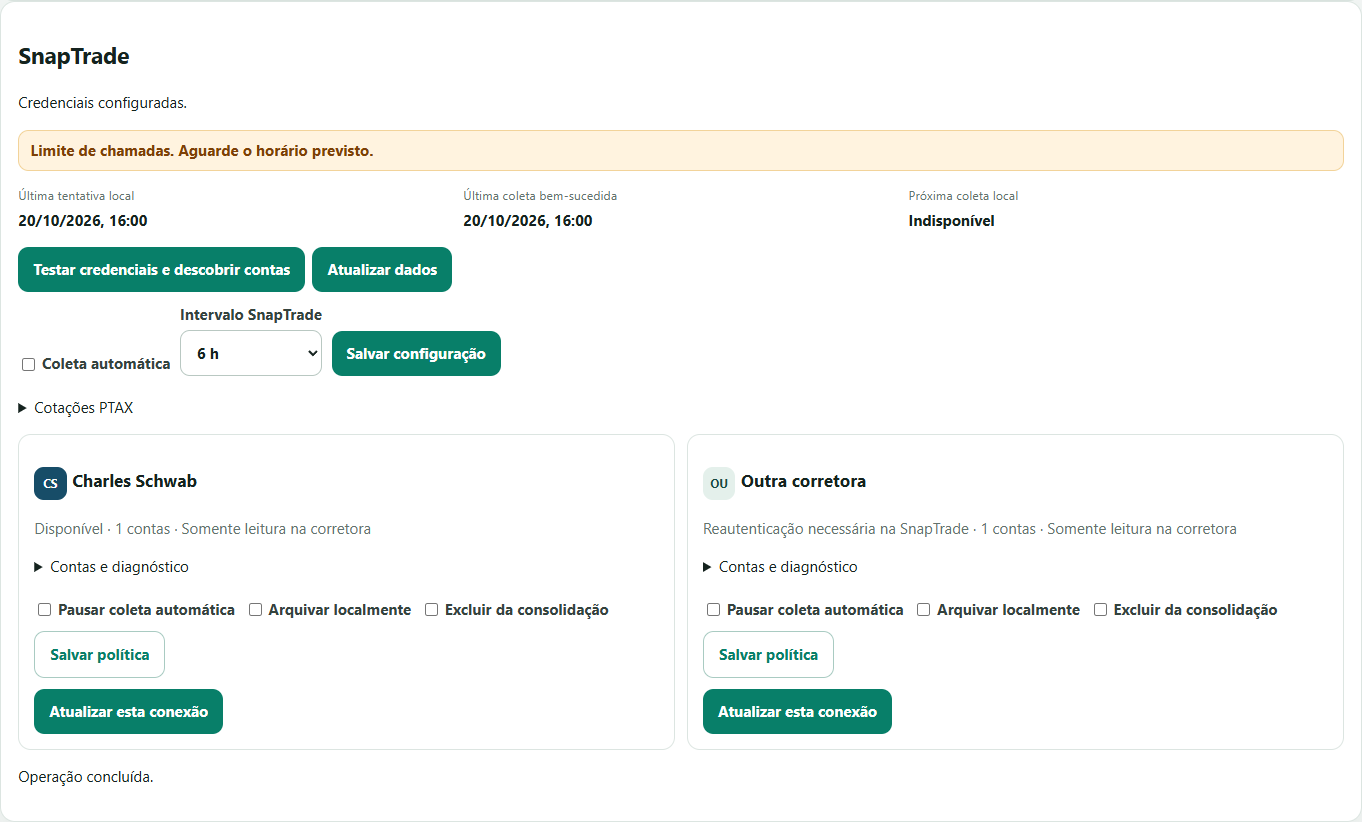 SnapTrade
Credenciais configuradas.
Limite de chamadas. Aguarde o horário previsto.
Última tentativa local
20/10/2026, 16:00
Última coleta bem-sucedida
20/10/2026, 16:00
Próxima coleta local
Indisponível
Testar credenciais e descobrir contas
Atualizar dados
Coleta automática
Intervalo SnapTrade
6 h
Salvar configuração
Cotações PTAX
CS Charles Schwab
Disponível · 1 contas · Somente leitura na corretora
Contas e diagnóstico
Pausar coleta automática
Arquivar localmente
Excluir da consolidação
Salvar política
Atualizar esta conexão
OU Outra corretora
Reautenticação necessária na SnapTrade · 1 contas · Somente leitura na corretora
Contas e diagnóstico
Pausar coleta automática
Arquivar localmente
Excluir da consolidação
Salvar política
Atualizar esta conexão
Operação concluída.